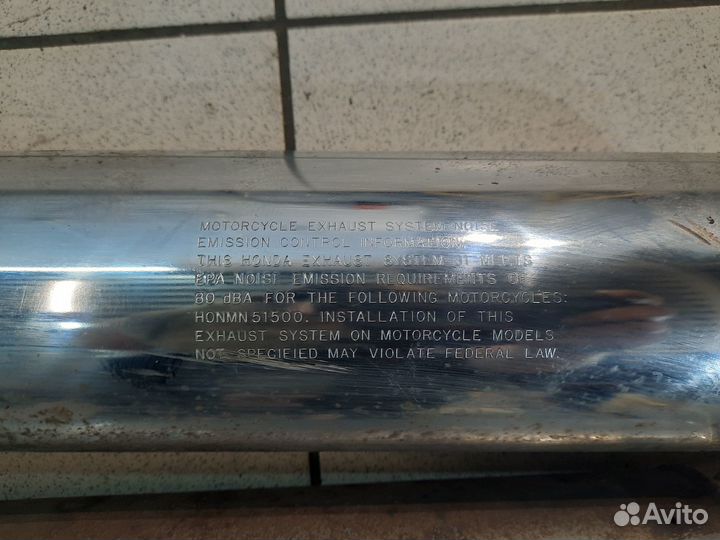 MOTORCYCLE EXHAUST SYSTEM NOISE
EMISSION CONTROL INFORMATION.
THIS HONDA EXHAUST SYSTEM MEETS
EPA NOISE EMISSION REQUIREMENTS OF
80 dBA FOR THE FOLLOWING MOTORCYCLES:
HONMN51500. INSTALLATION OF THIS
EXHAUST SYSTEM ON MOTORCYCLE MODELS
NOT SPECIFIED MAY VIOLATE FEDERAL LAW.
Avito